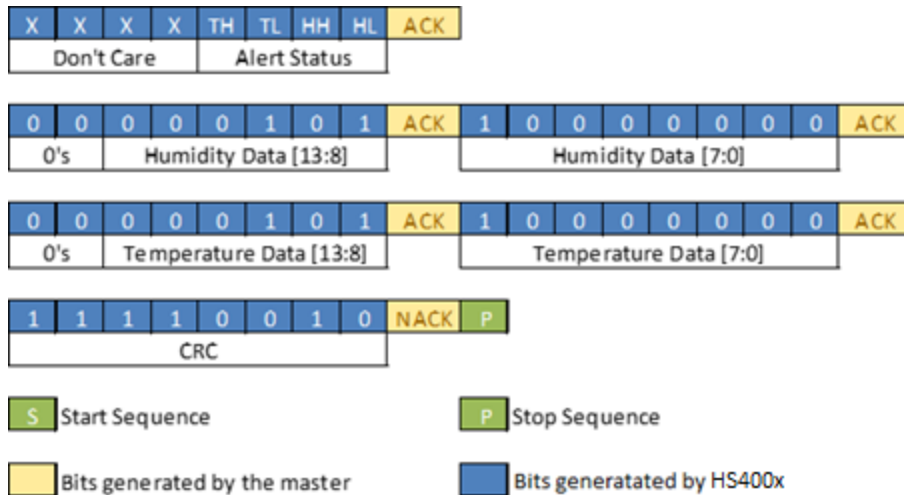 X X X X TH TL HH HL ACK
Don't Care Alert Status
0 0 0 0 0 1 0 1 ACK 1 0 0 0 0 0 0 0 ACK
0's Humidity Data [13:8] Humidity Data [7:0]
0 0 0 0 0 1 0 1 ACK 1 0 0 0 0 0 0 0 ACK
0's Temperature Data [13:8] Temperature Data [7:0]
1 1 1 1 0 0 1 0 NACK P
CRC
S Start Sequence P Stop Sequence
Bits generated by the master Bits generatated by HS400x